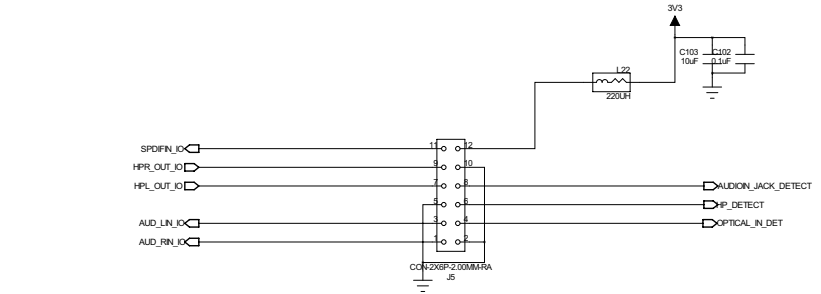 3V3
C103
C102
10uF
0.1uF
L22
220UH
11
12
SPDIFIN_IO
9
10
HPR_OUT_IO
7
8
HPL_OUT_IO
AUDIOIN_JACK_DETECT
5
6
HP_DETECT
3
4
AUD_LIN_IO
OPTICAL_IN_DET
1
2
AUD_RIN_IO
CON-2X6P-2.00MM-RA
J5